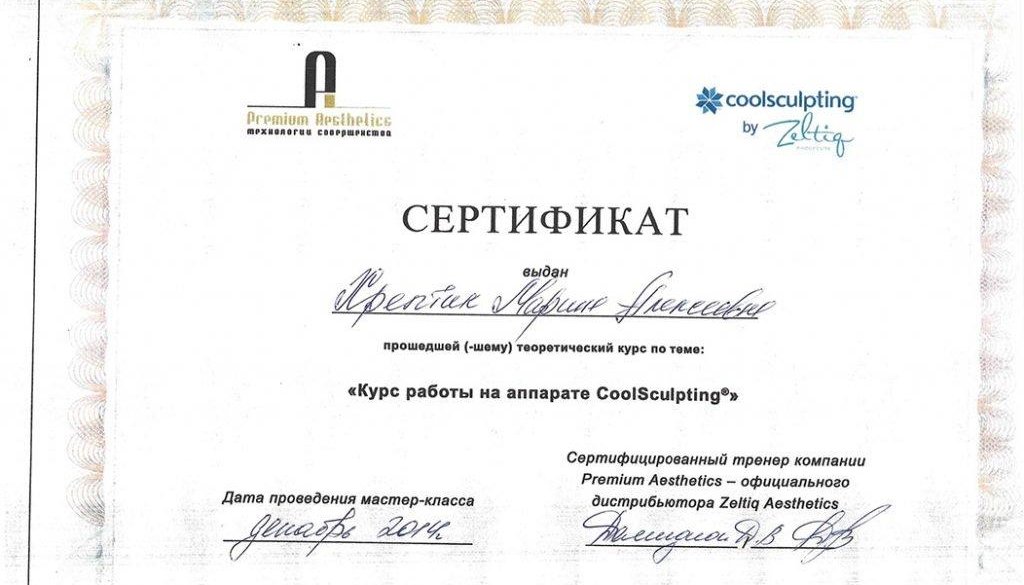 Premium Aesthetics
технологии совершенства
coolsculpting
by Zeltiq
СЕРТИФИКАТ
выдан
Марине Алексеевне
прошедшей (-шему) теоретический курс по теме:
«Курс работы на аппарате CoolSculpting®»
Сертифицированный тренер компании
Premium Aesthetics – официального
дистрибьютора Zeltiq Aesthetics
Дата проведения мастер-класса
декабрь 2014г.